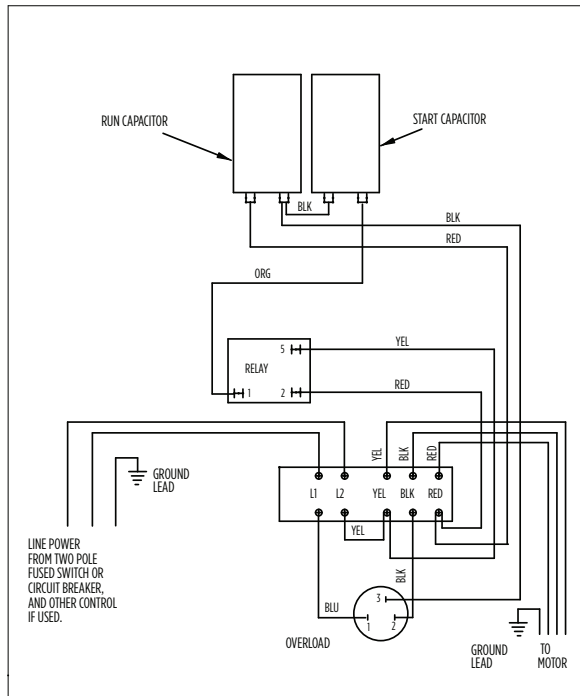 RUN CAPACITOR
START CAPACITOR
BLK
BLK
RED
ORG
5
YEL
RELAY
1
2
RED
GROUND
LEAD
YEL
BLK
RED
L1
L2
YEL
BLK
RED
YEL
LINE POWER
FROM TWO POLE
FUSED SWITCH OR
CIRCUIT BREAKER,
AND OTHER CONTROL
IF USED.
BLK
BLU
3
1
2
OVERLOAD
GROUND
LEAD
TO
MOTOR